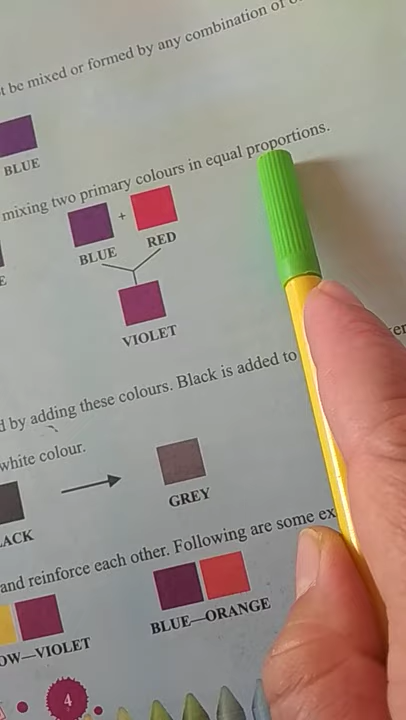 be mixed or formed by any combination of
BLUE
mixing two primary colours in equal proportions.
+
BLUE RED
VIOLET
by adding these colours. Black is added to
white colour.
GREY
and reinforce each other. Following are some ex
OW—VIOLET BLUE—ORANGE
4